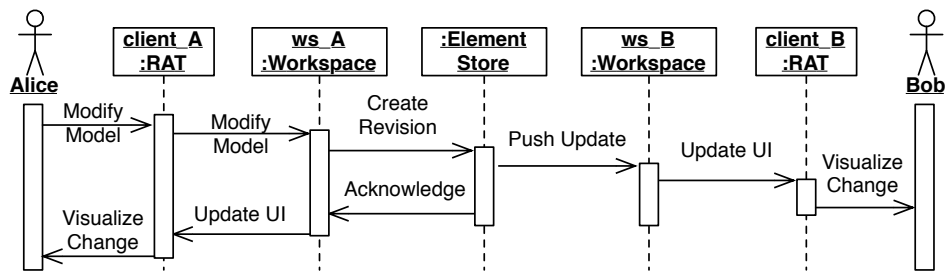 client_A
:RAT
ws_A
:Workspace
:Element
Store
ws_B
:Workspace
client_B
:RAT
Alice
Bob
Modify
Model
Modify
Model
Create
Revision
Push Update
Update UI
Visualize
Change
Acknowledge
Update UI
Visualize
Change